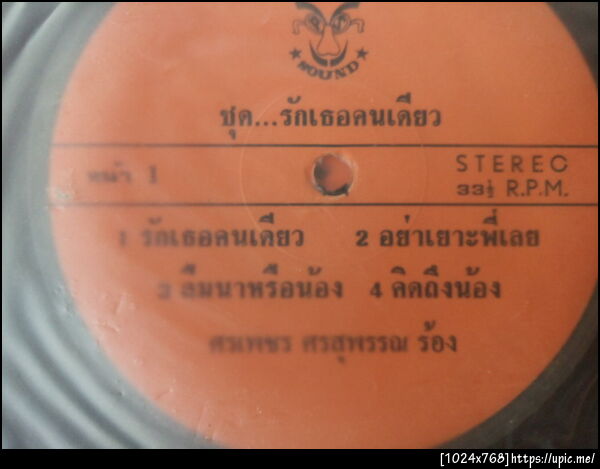 SOUND
ชุด...รักเธอคนเดียว
หน้า 1 STEREO
33⅓ R.P.M.
1 รักเธอคนเดียว 2 อย่าเยาะพี่เลย
3 ลืมนาหรือน้อง 4 คิดถึงน้อง
ศรเพชร ศรสุพรรณ ร้อง
[1024x768]https://upic.me/